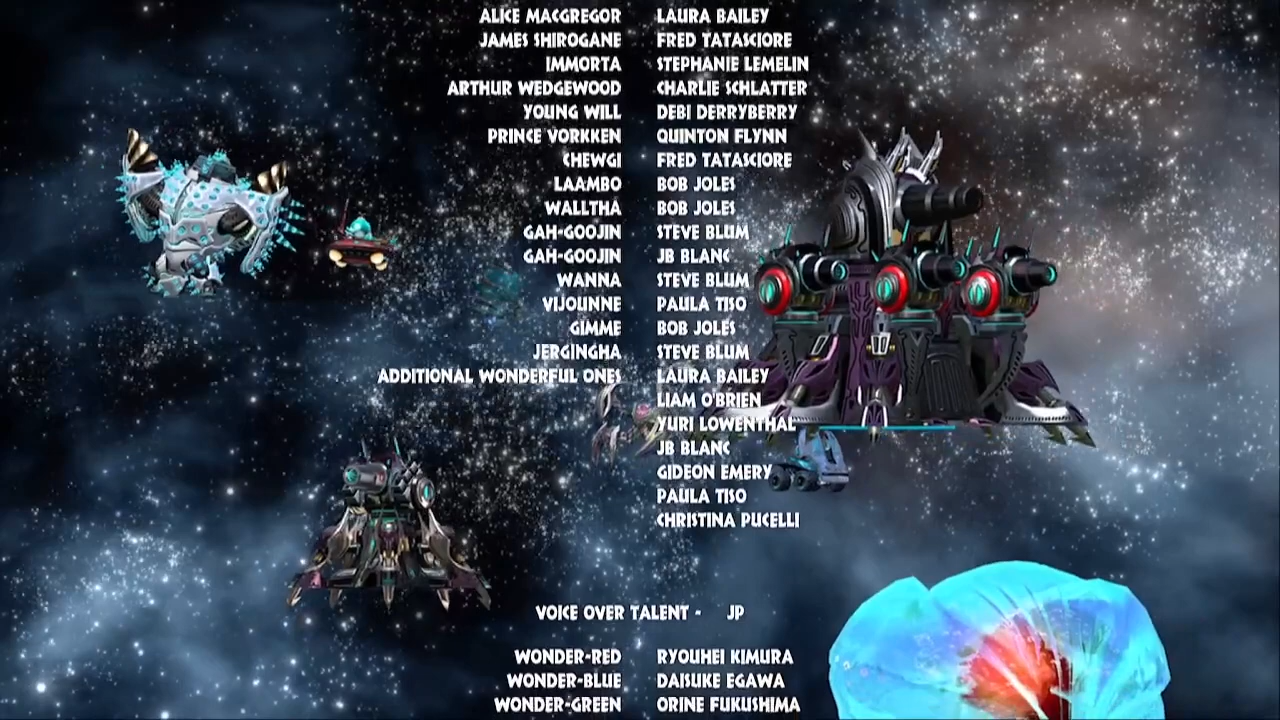 ALICE MACGREGOR LAURA BAILEY
JAMES SHIROGANE FRED TATASCIORE
IMMORTA STEPHANIE LEMELIN
ARTHUR WEDGEWOOD CHARLIE SCHLATTER
YOUNG WILL DEBI DERRYBERRY
PRINCE VORKKEN QUINTON FLYNN
CHEWGI FRED TATASCIORE
LAAMBO BOB JOLES
WALLTHA BOB JOLES
GAH-GOOJIN STEVE BLUM
GAH-GOOJIN JB BLANC
WANNA STEVE BLUM
VIJOUNNE PAULA TISO
GIMME BOB JOLES
JERGINGHA STEVE BLUM
ADDITIONAL WONDERFUL ONES LAURA BAILEY
LIAM O'BRIEN
YURI LOWENTHAL
JB BLANC
GIDEON EMERY
PAULA TISO
CHRISTINA PUCELLI
VOICE OVER TALENT - JP
WONDER-RED RYOUHEI KIMURA
WONDER-BLUE DAISUKE EGAWA
WONDER-GREEN ORINE FUKUSHIMA